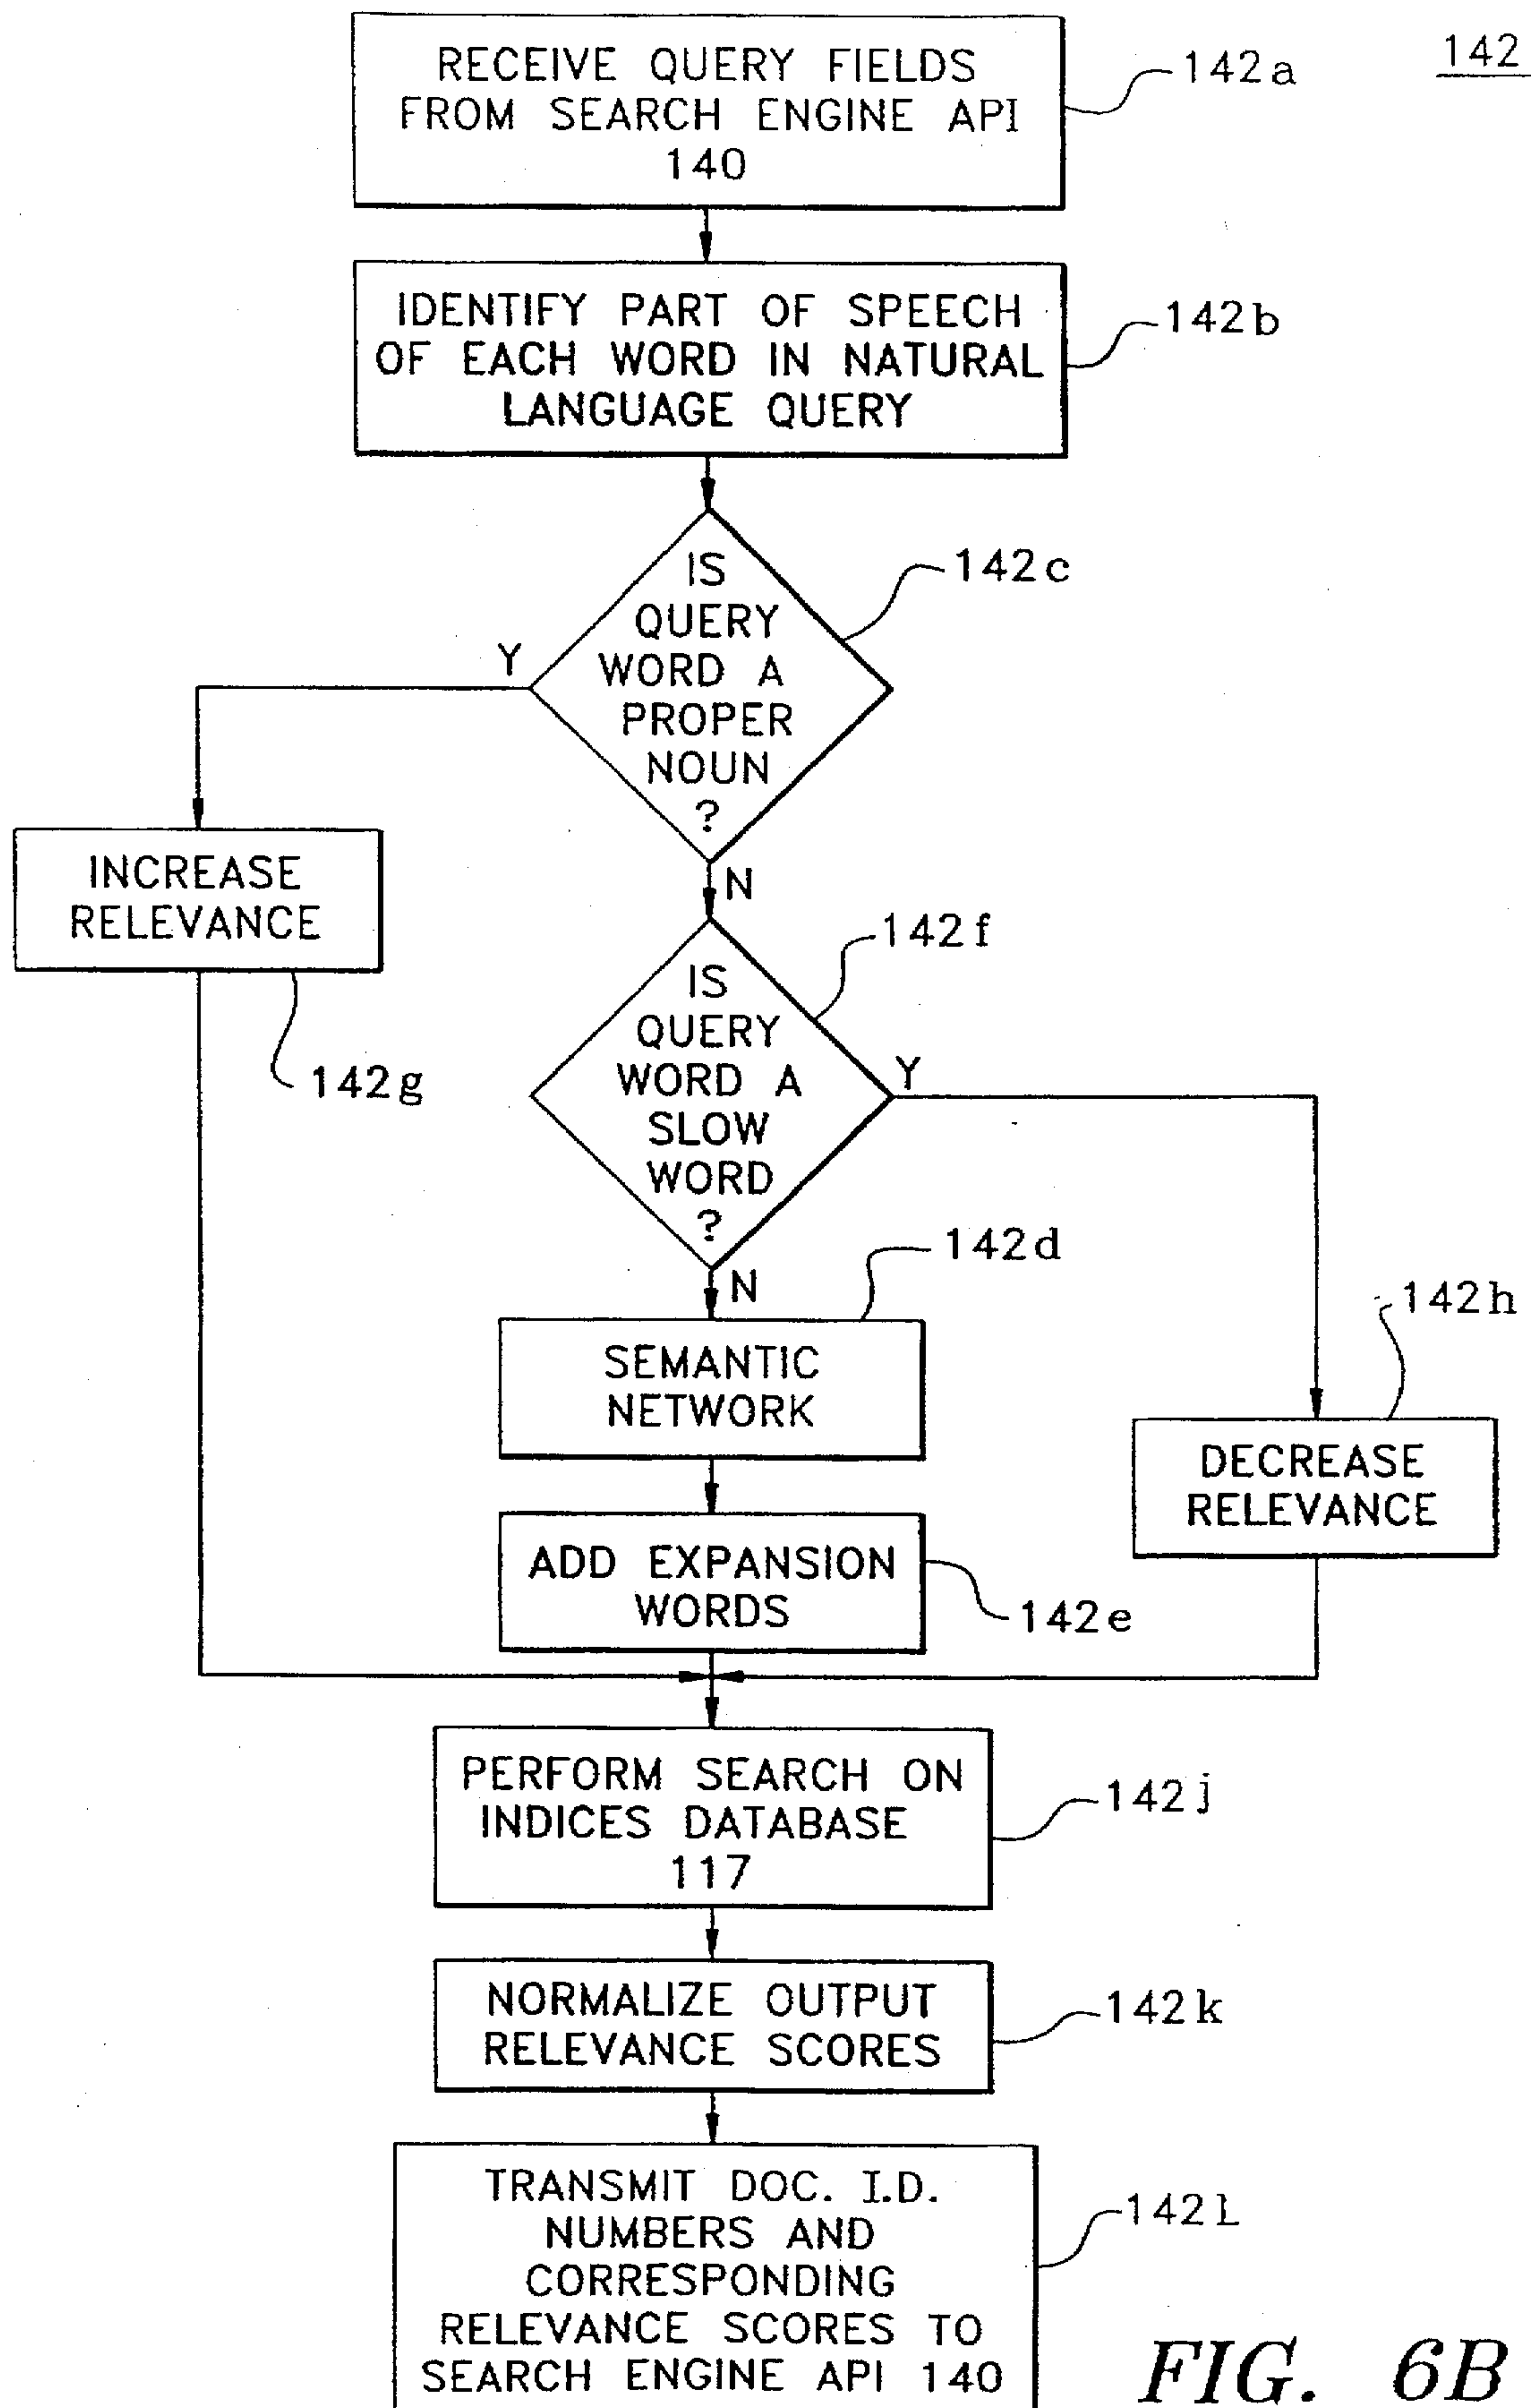 142
RECEIVE QUERY FIELDS
FROM SEARCH ENGINE API
140
142a
IDENTIFY PART OF SPEECH
OF EACH WORD IN NATURAL
LANGUAGE QUERY
142b
IS
QUERY
WORD A
PROPER
NOUN
?
142c
Y
N
INCREASE
RELEVANCE
142g
IS
QUERY
WORD A
SLOW
WORD
?
142f
Y
N
SEMANTIC
NETWORK
142d
DECREASE
RELEVANCE
142h
ADD EXPANSION
WORDS
142e
PERFORM SEARCH ON
INDICES DATABASE
117
142j
NORMALIZE OUTPUT
RELEVANCE SCORES
142k
TRANSMIT DOC. I.D.
NUMBERS AND
CORRESPONDING
RELEVANCE SCORES TO
SEARCH ENGINE API 140
142l
FIG. 6B